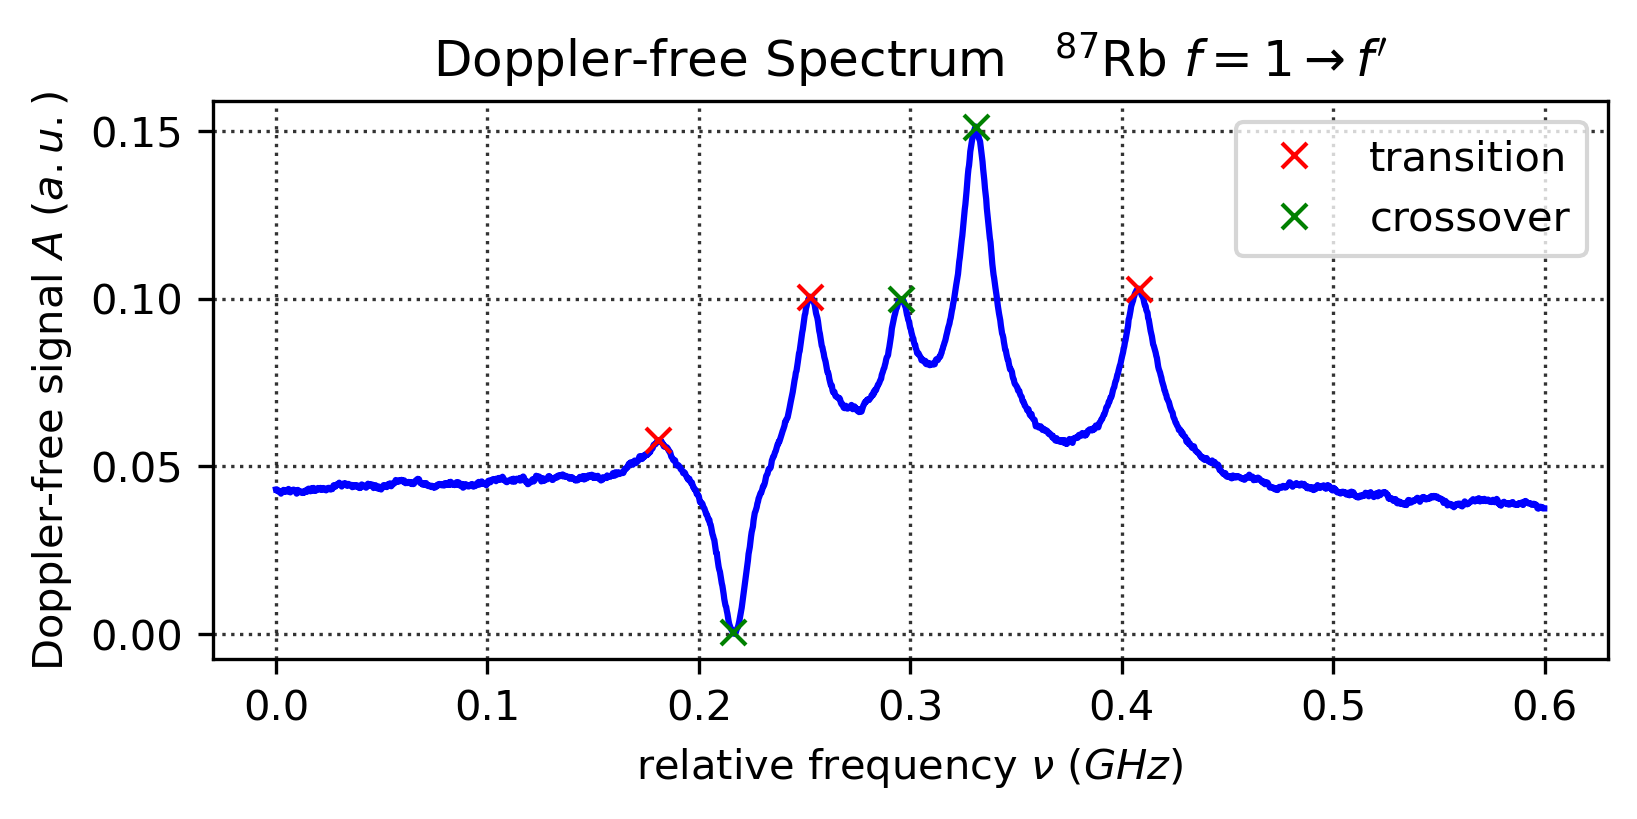 Doppler-free Spectrum ⁸⁷Rb f = 1 → f′
Doppler-free signal A (a.u.)
0.15
0.10
0.05
0.00
transition
crossover
0.0 0.1 0.2 0.3 0.4 0.5 0.6
relative frequency ν (GHz)